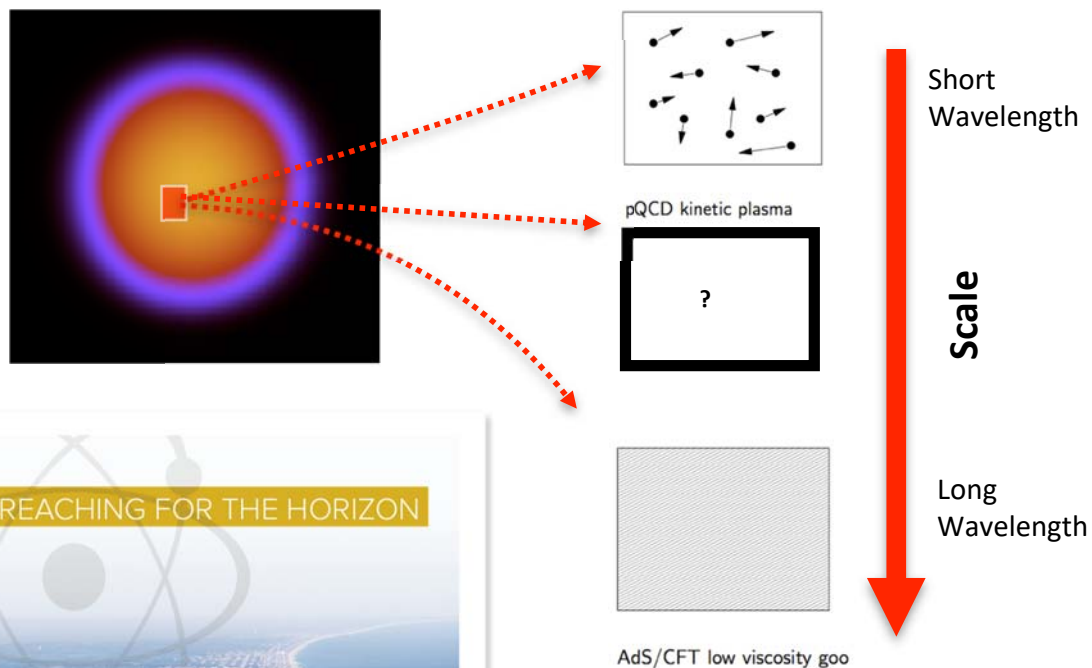 Short
Wavelength
pQCD kinetic plasma
?
Scale
REACHING FOR THE HORIZON
Long
Wavelength
AdS/CFT low viscosity goo